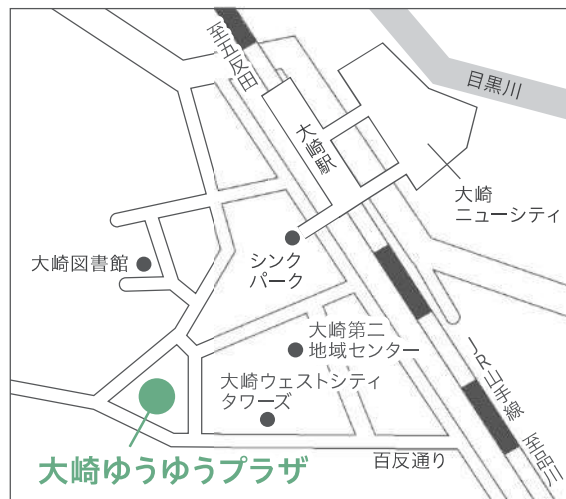 至五反田
目黒川
大崎駅
大崎
ニューシティ
シンク
パーク
大崎図書館
大崎第二
地域センター
JR山手線
大崎ウェストシティ
タワーズ
至品川
百反通り
大崎ゆうゆうプラザ